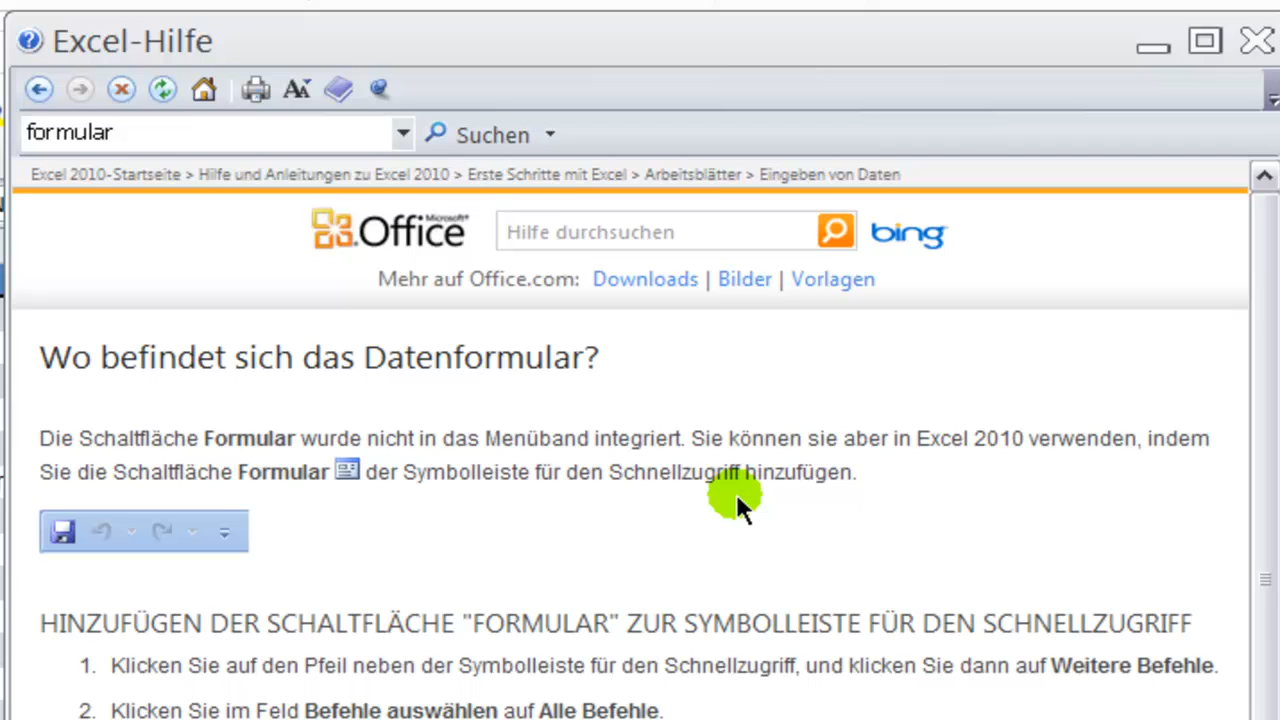 Excel-Hilfe
formular
Suchen
Excel 2010-Startseite > Hilfe und Anleitungen zu Excel 2010 > Erste Schritte mit Excel > Arbeitsblätter > Eingeben von Daten
Microsoft® Office Hilfe durchsuchen bing
Mehr auf Office.com: Downloads | Bilder | Vorlagen
Wo befindet sich das Datenformular?
Die Schaltfläche Formular wurde nicht in das Menüband integriert. Sie können sie aber in Excel 2010 verwenden, indem
Sie die Schaltfläche Formular der Symbolleiste für den Schnellzugriff hinzufügen.
HINZUFÜGEN DER SCHALTFLÄCHE "FORMULAR" ZUR SYMBOLLEISTE FÜR DEN SCHNELLZUGRIFF
1. Klicken Sie auf den Pfeil neben der Symbolleiste für den Schnellzugriff, und klicken Sie dann auf Weitere Befehle.
2. Klicken Sie im Feld Befehle auswählen auf Alle Befehle.